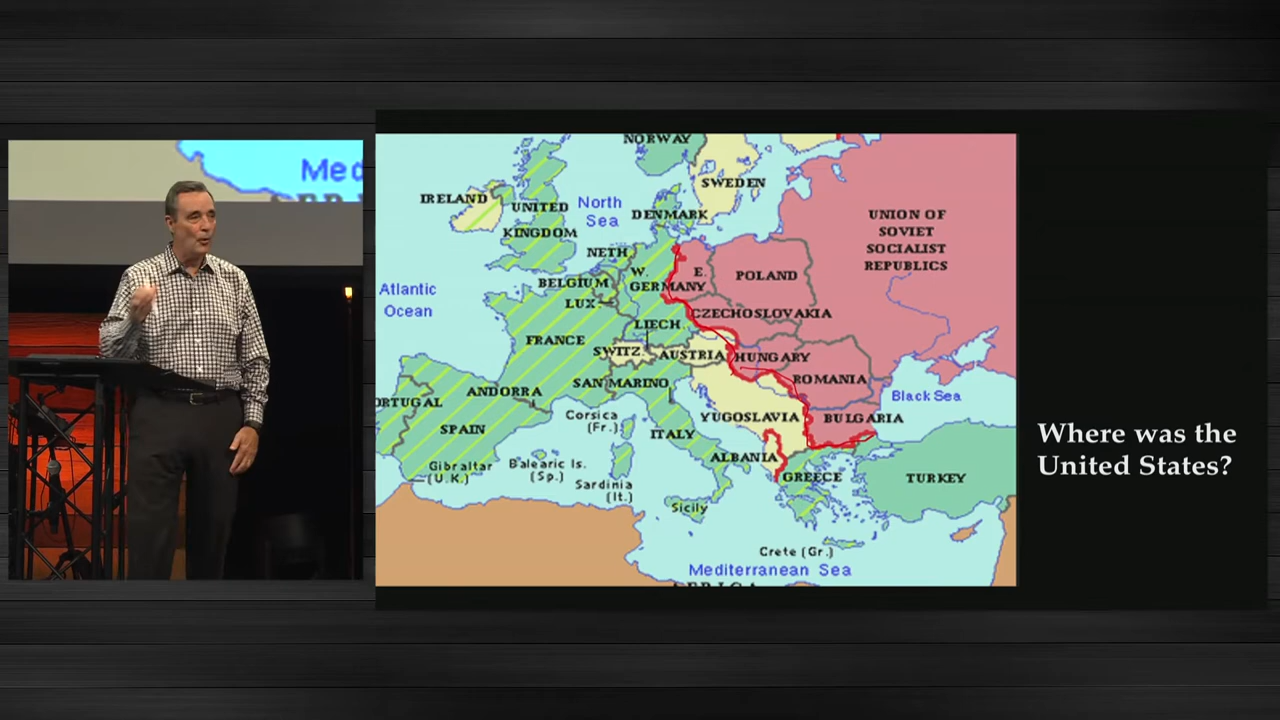 Med
NORWAY
SWEDEN
IRELAND
UNITED
KINGDOM
North
Sea
DENMARK
UNION OF
SOVIET
SOCIALIST
REPUBLICS
NETH
BELGIUM
LUX.
W.
E.
GERMANY
POLAND
Atlantic
Ocean
CZECHOSLOVAKIA
LIECH.
FRANCE
SWITZ.
AUSTRIA
HUNGARY
ROMANIA
ANDORRA
SAN MARINO
Black Sea
ORTUGAL
SPAIN
Corsica
(Fr.)
ITALY
YUGOSLAVIA
BULGARIA
ALBANIA
Gibraltar
(U.K.)
Balearic Is.
(Sp.)
Sardinia
(It.)
GREECE
TURKEY
Sicily
Crete (Gr.)
Mediterranean Sea
Where was the
United States?